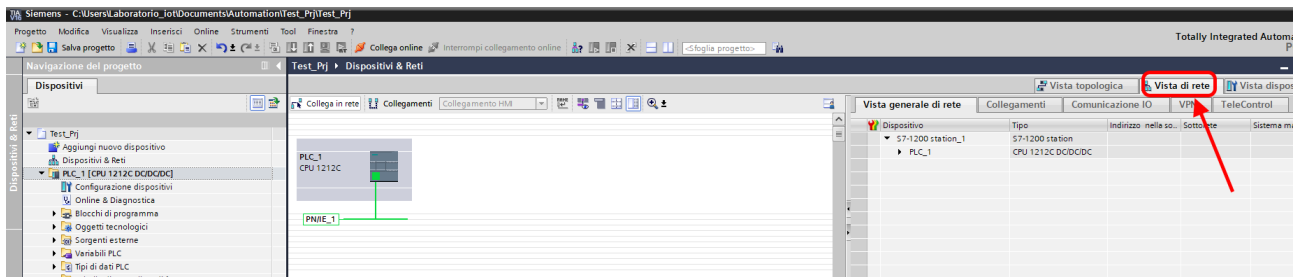 Siemens - C:\Users\Laboratorio_iot\Documents\Automation\Test_Prj\Test_Prj
Progetto Modifica Visualizza Inserisci Online Strumenti Tool Finestra ?
Totally Integrated Automa
P
Salva progetto Collega online Interrompi collegamento online <Sfoglia progetto>
Navigazione del progetto
Test_Prj Dispositivi & Reti
Dispositivi
Vista topologica Vista di rete Vista dispos
Collega in rete Collegamenti Collegamento HMI
Vista generale di rete Collegamenti Comunicazione IO VPN TeleControl
Dispositivi & Reti
Test_Prj
Aggiungi nuovo dispositivo
Dispositivi & Reti
PLC_1 [CPU 1212C DC/DC/DC]
Configurazione dispositivi
Online & Diagnostica
Blocchi di programma
Oggetti tecnologici
Sorgenti esterne
Variabili PLC
Tipi di dati PLC
PLC_1
CPU 1212C
PN/IE_1
Dispositivo Tipo Indirizzo nella so... Sottorete Sistema ma
S7-1200 station_1 S7-1200 station
PLC_1 CPU 1212C DC/DC/DC